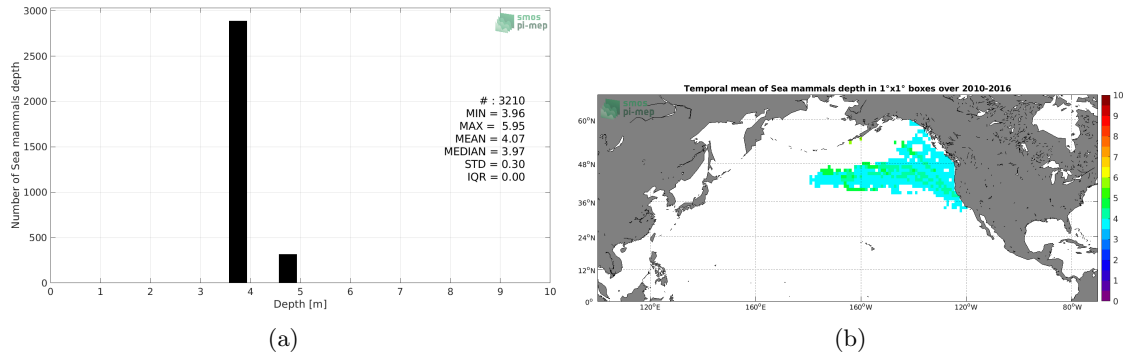 3000
2500
2000
1500
1000
500
0
Number of Sea mammals depth
smos
pi-mep
# : 3210
MIN = 3.96
MAX = 5.95
MEAN = 4.07
MEDIAN = 3.97
STD = 0.30
IQR = 0.00
0 1 2 3 4 5 6 7 8 9 10
Depth [m]
(a)
Temporal mean of Sea mammals depth in 1°x1° boxes over 2010-2016
smos
pi-mep
60°N
48°N
36°N
24°N
12°N
0°
120°E 160°E 160°W 120°W 80°W
10
9
8
7
6
5
4
3
2
1
0
(b)